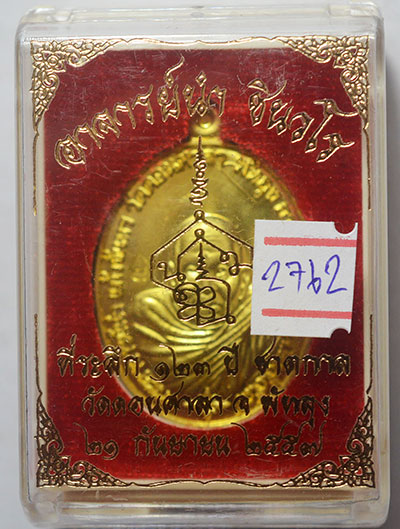 อาจารย์นำ ชินวโร
น ว
2762
ที่ระลึก ๑๒๓ ปี ชาตกาล
วัดดอนศาลา จ พัทลุง
๒๑ กันยายน ๒๕๕๗